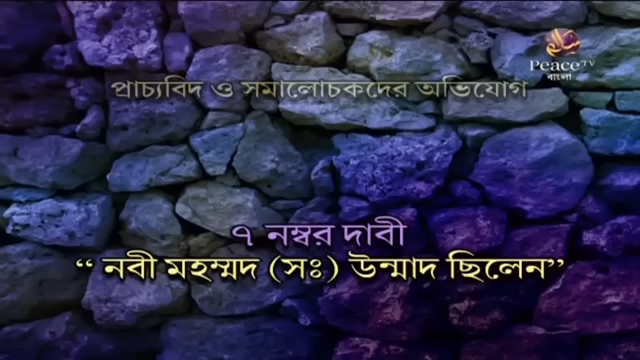 Peace TV
বাংলা
প্রাচ্যবিদ ও সমালোচকদের অভিযোগ
৭ নম্বর দাবী
“ নবী মহম্মদ (সঃ) উন্মাদ ছিলেন”